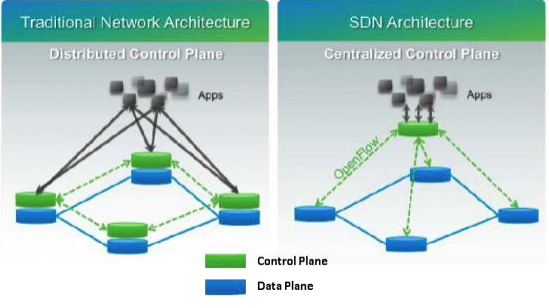 Traditional Network Architecture
Distributed Control Plane
Apps
SDN Architecture
Centralized Control Plane
Apps
OpenFlow
Control Plane
Data Plane